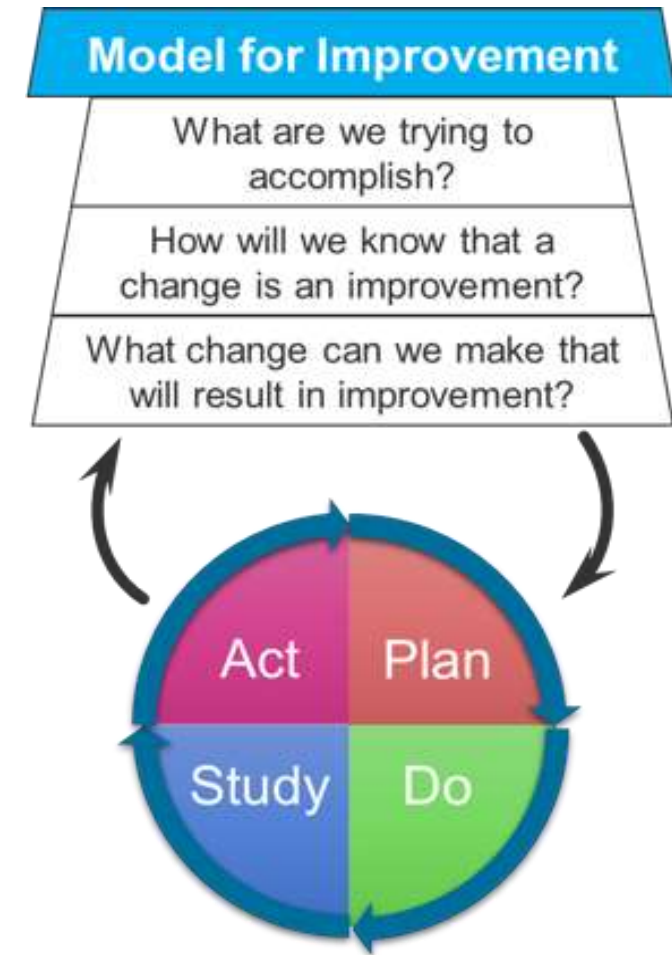 Model for Improvement
What are we trying to
accomplish?
How will we know that a
change is an improvement?
What change can we make that
will result in improvement?
Act
Plan
Study
Do